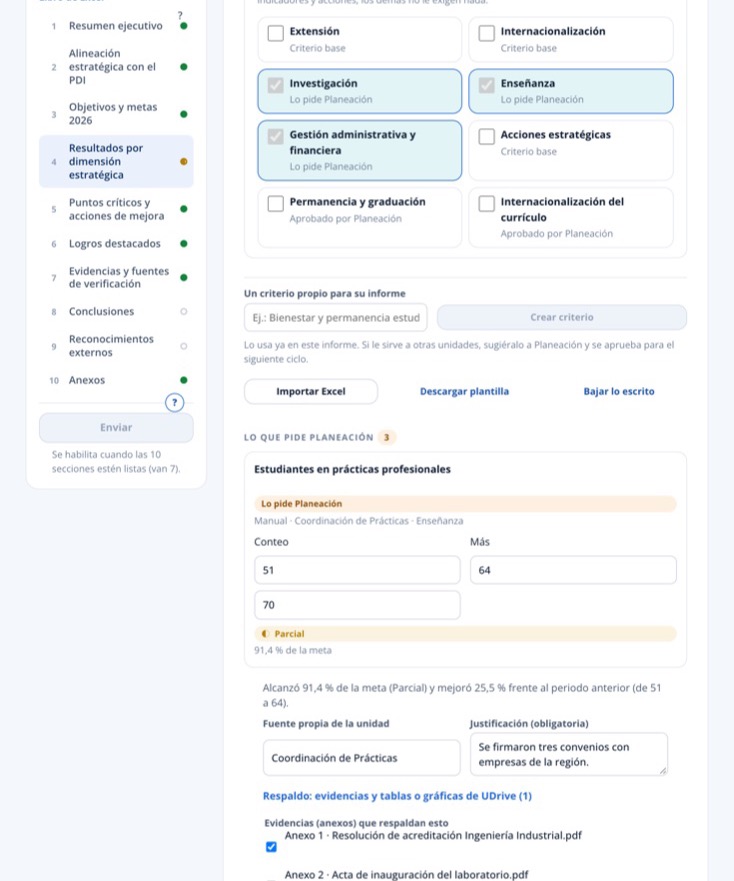 ?
1 Resumen ejecutivo
2 Alineación
estratégica con el
PDI
3 Objetivos y metas
2026
4 Resultados por
dimensión
estratégica
5 Puntos críticos y
acciones de mejora
6 Logros destacados
7 Evidencias y fuentes
de verificación
8 Conclusiones
9 Reconocimientos
externos
10 Anexos
?
Enviar
Se habilita cuando las 10
secciones estén listas (van 7).
indicadores y acciones, los demás no le exigen nada.
Extensión
Criterio base
Internacionalización
Criterio base
Investigación
Lo pide Planeación
Enseñanza
Lo pide Planeación
Gestión administrativa y
financiera
Lo pide Planeación
Acciones estratégicas
Criterio base
Permanencia y graduación
Aprobado por Planeación
Internacionalización del
currículo
Aprobado por Planeación
Un criterio propio para su informe
Ej.: Bienestar y permanencia estud
Crear criterio
Lo usa ya en este informe. Si le sirve a otras unidades, sugiéralo a Planeación y se aprueba para el
siguiente ciclo.
Importar Excel
Descargar plantilla
Bajar lo escrito
LO QUE PIDE PLANEACIÓN 3
Estudiantes en prácticas profesionales
Lo pide Planeación
Manual · Coordinación de Prácticas · Enseñanza
Conteo
Más
51
64
70
Parcial
91,4 % de la meta
Alcanzó 91,4 % de la meta (Parcial) y mejoró 25,5 % frente al periodo anterior (de 51
a 64).
Fuente propia de la unidad
Justificación (obligatoria)
Coordinación de Prácticas
Se firmaron tres convenios con
empresas de la región.
Respaldo: evidencias y tablas o gráficas de UDrive (1)
Evidencias (anexos) que respaldan esto
Anexo 1 · Resolución de acreditación Ingeniería Industrial.pdf
Anexo 2 · Acta de inauguración del laboratorio.pdf